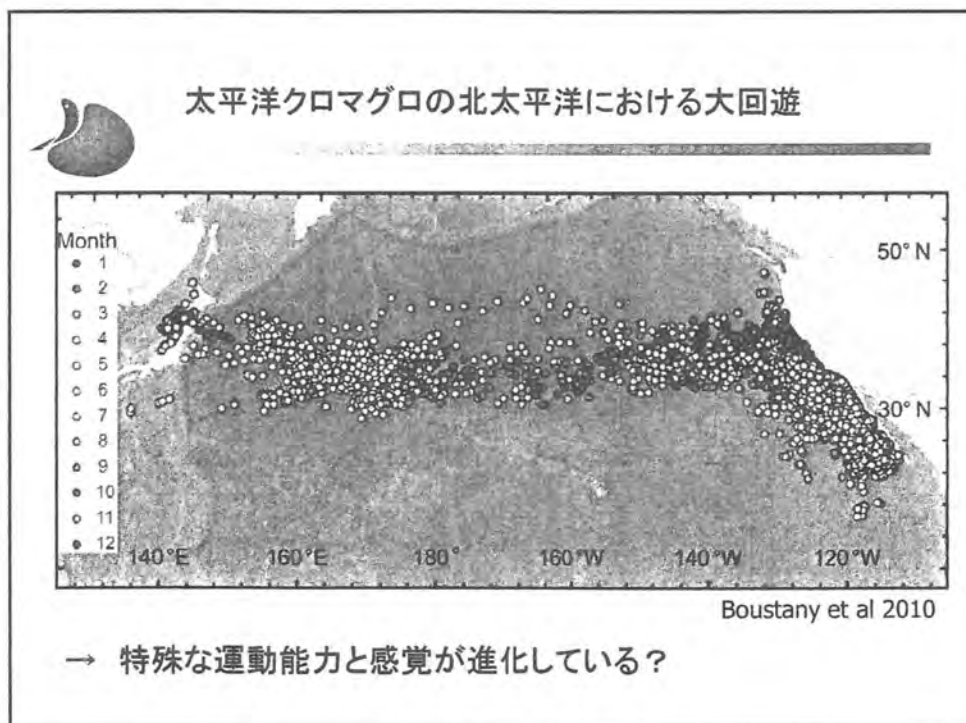 太平洋クロマグロの北太平洋における大回遊
Month
1
2
3
4
5
6
7
8
9
10
11
12
50°N
30°N
140°E
160°E
180°
160°W
140°W
120°W
Boustany et al 2010
→ 特殊な運動能力と感覚が進化している？